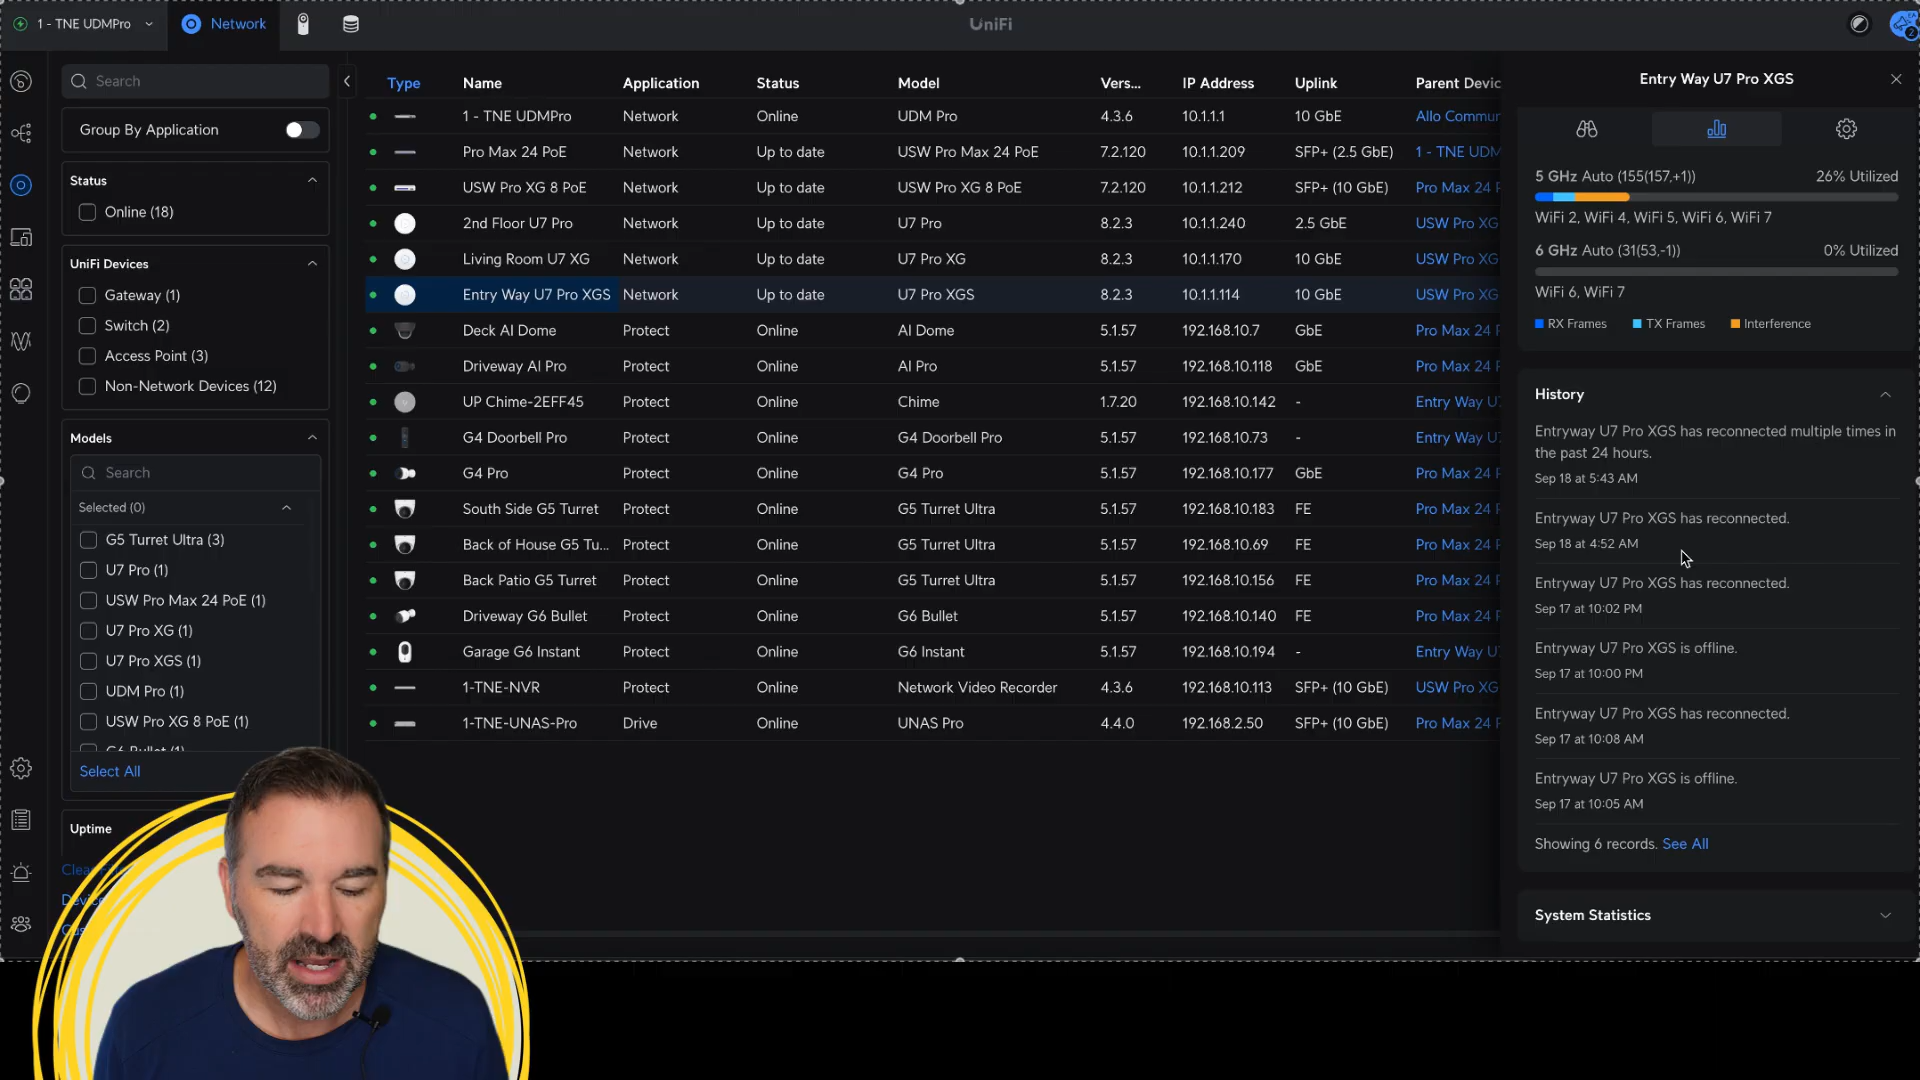 1 - TNE UDMPro
Network
UniFi
EA
2
Search
Group By Application
Status
Online (18)
UniFi Devices
Gateway (1)
Switch (2)
Access Point (3)
Non-Network Devices (12)
Models
Search
Selected (0)
G5 Turret Ultra (3)
U7 Pro (1)
USW Pro Max 24 PoE (1)
U7 Pro XG (1)
U7 Pro XGS (1)
UDM Pro (1)
USW Pro XG 8 PoE (1)
G6 Bullet (1)
Select All
Uptime
Type Name Application Status Model Vers... IP Address Uplink Parent Devic
1 - TNE UDMPro Network Online UDM Pro 4.3.6 10.1.1.1 10 GbE Allo Commun
Pro Max 24 PoE Network Up to date USW Pro Max 24 PoE 7.2.120 10.1.1.209 SFP+ (2.5 GbE) 1 - TNE UDM
USW Pro XG 8 PoE Network Up to date USW Pro XG 8 PoE 7.2.120 10.1.1.212 SFP+ (10 GbE) Pro Max 24 P
2nd Floor U7 Pro Network Up to date U7 Pro 8.2.3 10.1.1.240 2.5 GbE USW Pro XG
Living Room U7 XG Network Up to date U7 Pro XG 8.2.3 10.1.1.170 10 GbE USW Pro XG
Entry Way U7 Pro XGS Network Up to date U7 Pro XGS 8.2.3 10.1.1.114 10 GbE USW Pro XG
Deck AI Dome Protect Online AI Dome 5.1.57 192.168.10.7 GbE Pro Max 24 P
Driveway AI Pro Protect Online AI Pro 5.1.57 192.168.10.118 GbE Pro Max 24 P
UP Chime-2EFF45 Protect Online Chime 1.7.20 192.168.10.142 - Entry Way U7
G4 Doorbell Pro Protect Online G4 Doorbell Pro 5.1.57 192.168.10.73 - Entry Way U7
G4 Pro Protect Online G4 Pro 5.1.57 192.168.10.177 GbE Pro Max 24 P
South Side G5 Turret Protect Online G5 Turret Ultra 5.1.57 192.168.10.183 FE Pro Max 24 P
Back of House G5 Tu... Protect Online G5 Turret Ultra 5.1.57 192.168.10.69 FE Pro Max 24 P
Back Patio G5 Turret Protect Online G5 Turret Ultra 5.1.57 192.168.10.156 FE Pro Max 24 P
Driveway G6 Bullet Protect Online G6 Bullet 5.1.57 192.168.10.140 FE Pro Max 24 P
Garage G6 Instant Protect Online G6 Instant 5.1.57 192.168.10.194 - Entry Way U7
1-TNE-NVR Protect Online Network Video Recorder 4.3.6 192.168.10.113 SFP+ (10 GbE) USW Pro XG
1-TNE-UNAS-Pro Drive Online UNAS Pro 4.4.0 192.168.2.50 SFP+ (10 GbE) Pro Max 24 P
Entry Way U7 Pro XGS
5 GHz Auto (155(157,+1)) 26% Utilized
WiFi 2, WiFi 4, WiFi 5, WiFi 6, WiFi 7
6 GHz Auto (31(53,-1)) 0% Utilized
WiFi 6, WiFi 7
RX Frames TX Frames Interference
History
Entryway U7 Pro XGS has reconnected multiple times in
the past 24 hours.
Sep 18 at 5:43 AM
Entryway U7 Pro XGS has reconnected.
Sep 18 at 4:52 AM
Entryway U7 Pro XGS has reconnected.
Sep 17 at 10:02 PM
Entryway U7 Pro XGS is offline.
Sep 17 at 10:00 PM
Entryway U7 Pro XGS has reconnected.
Sep 17 at 10:08 AM
Entryway U7 Pro XGS is offline.
Sep 17 at 10:05 AM
Showing 6 records. See All
System Statistics